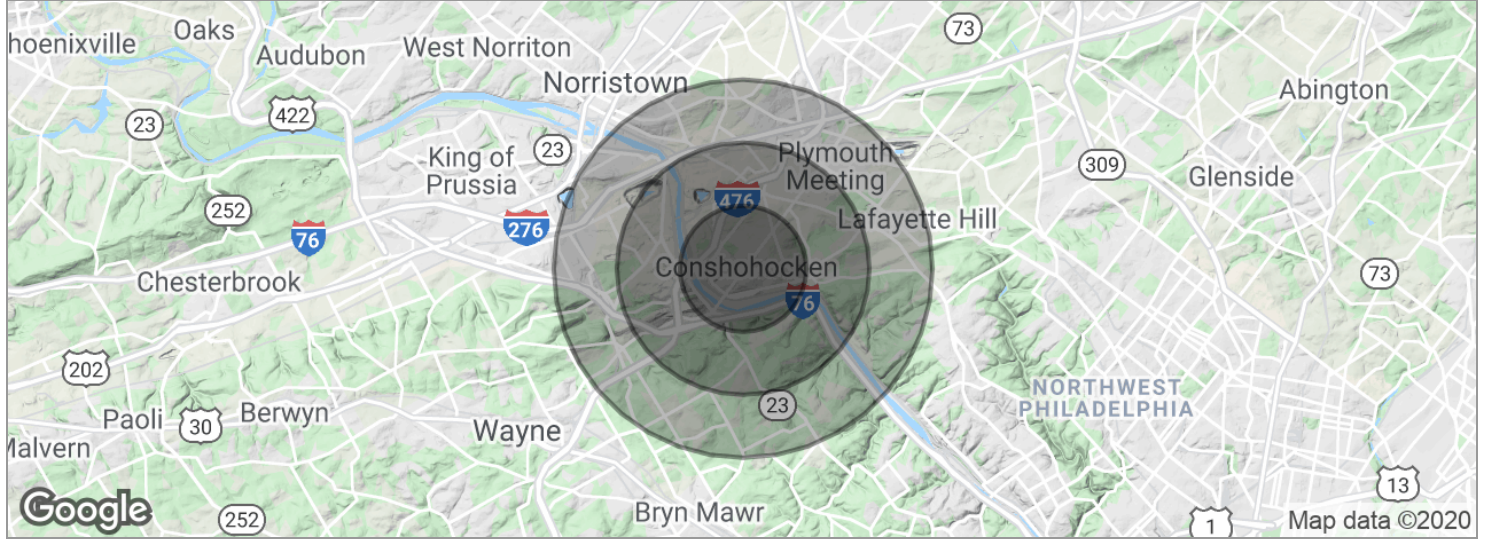 Oaks
73
hoenixville
West Norriton
Audubon
Norristown
Abington
422
23
23
Plymouth
Meeting
King of
Prussia
309
Glenside
476
252
Lafayette Hill
276
76
Conshohocken
73
Chesterbrook
76
202
NORTHWEST
PHILADELPHIA
23
Paoli
30
Berwyn
Wayne
Malvern
13
Google
252
Bryn Mawr
1
Map data ©2020